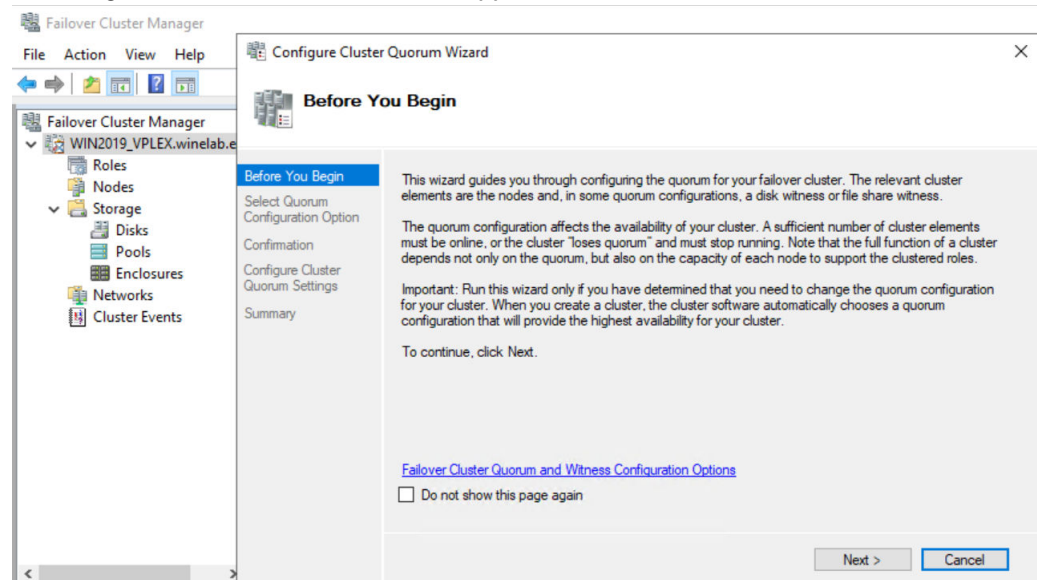 Failover Cluster Manager
File Action View Help
Failover Cluster Manager
WIN2019_VPLEX.winelab.e
Roles
Nodes
Storage
Disks
Pools
Enclosures
Networks
Cluster Events
Configure Cluster Quorum Wizard
Before You Begin
Before You Begin
Select Quorum
Configuration Option
Confirmation
Configure Cluster
Quorum Settings
Summary
This wizard guides you through configuring the quorum for your failover cluster. The relevant cluster
elements are the nodes and, in some quorum configurations, a disk witness or file share witness.
The quorum configuration affects the availability of your cluster. A sufficient number of cluster elements
must be online, or the cluster "loses quorum" and must stop running. Note that the full function of a cluster
depends not only on the quorum, but also on the capacity of each node to support the clustered roles.
Important: Run this wizard only if you have determined that you need to change the quorum configuration
for your cluster. When you create a cluster, the cluster software automatically chooses a quorum
configuration that will provide the highest availability for your cluster.
To continue, click Next.
Failover Cluster Quorum and Witness Configuration Options
Do not show this page again
Next > Cancel